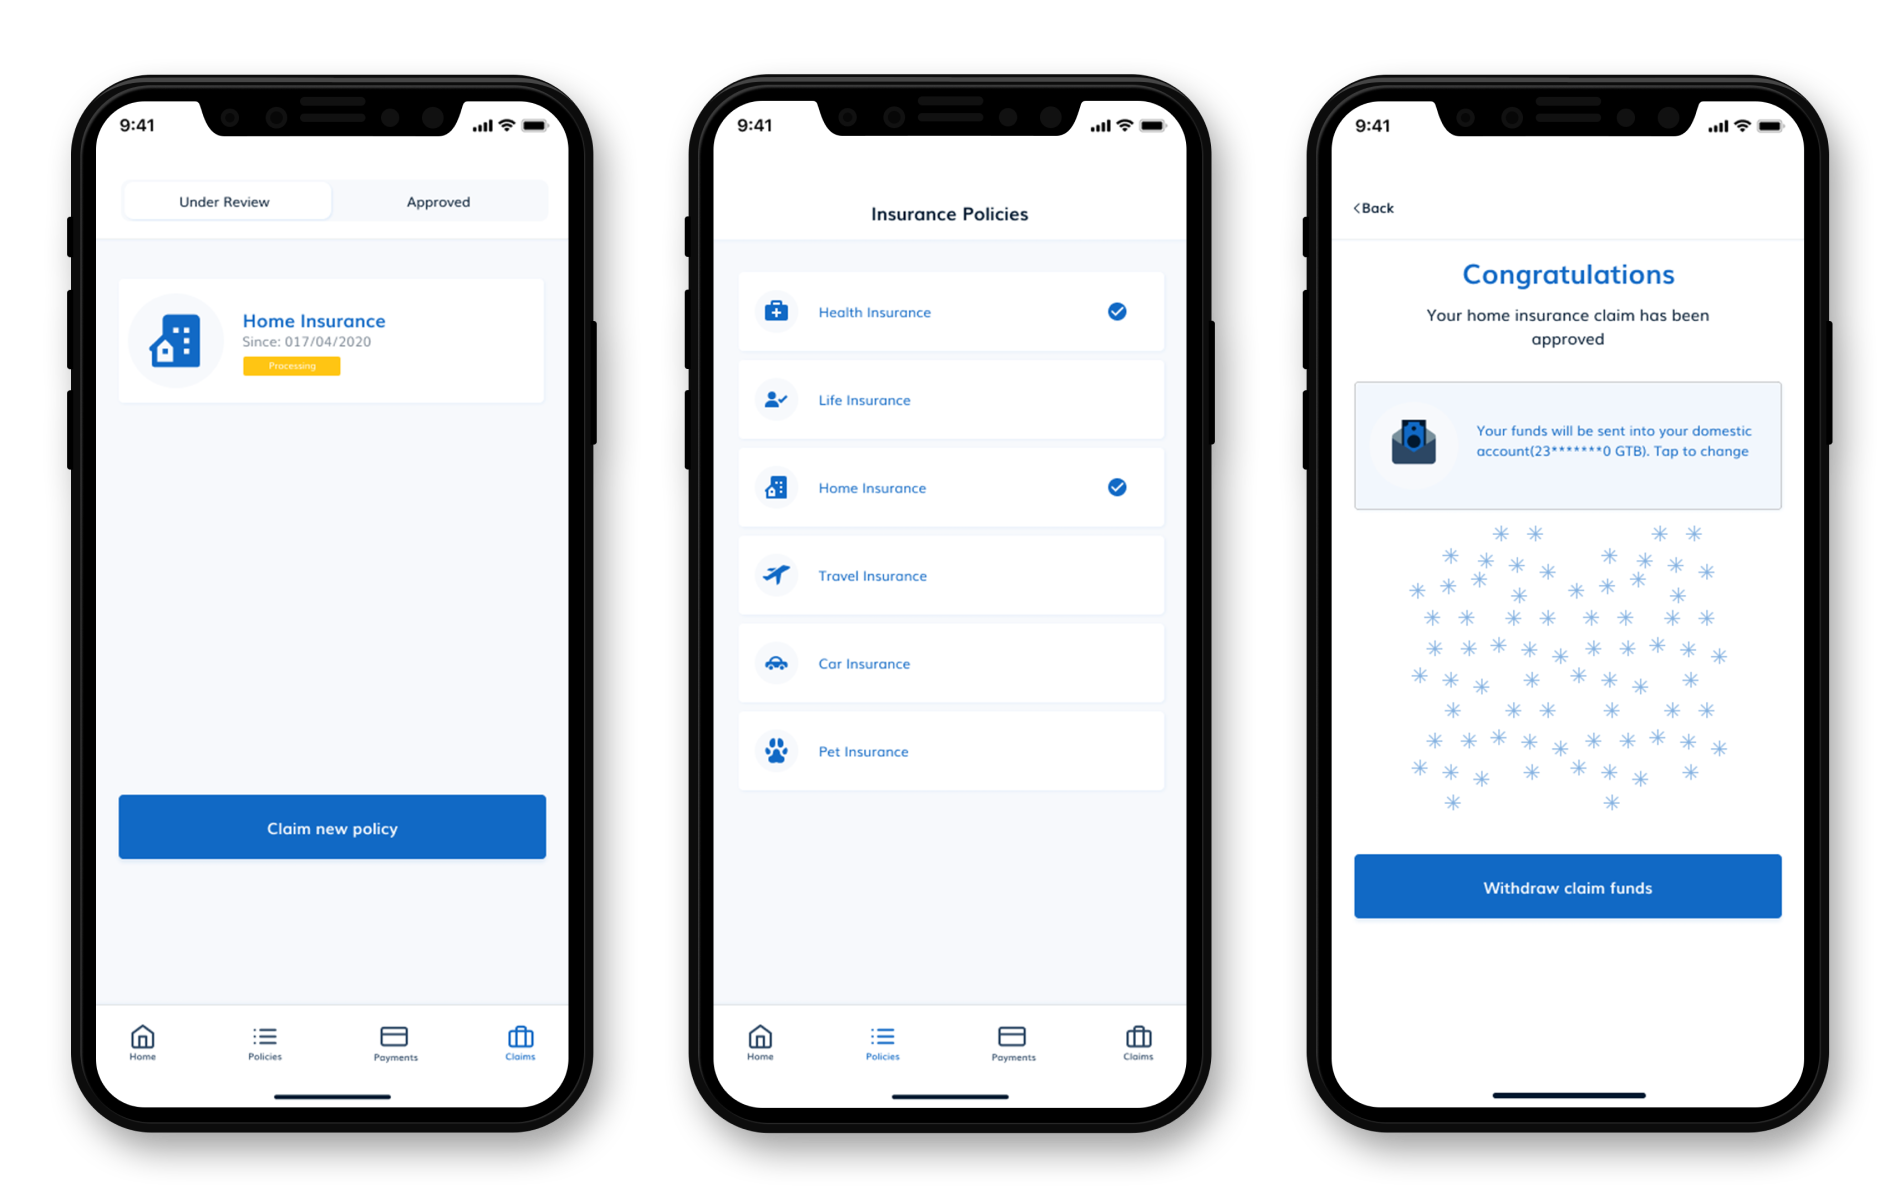 9:41
Under Review
Approved
Home Insurance
Since: 017/04/2020
Processing
Claim new policy
Home
Policies
Payments
Claims
9:41
Insurance Policies
Health Insurance
Life Insurance
Home Insurance
Travel Insurance
Car Insurance
Pet Insurance
Home
Policies
Payments
Claims
9:41
<Back
Congratulations
Your home insurance claim has been
approved
Your funds will be sent into your domestic
account(23*******0 GTB). Tap to change
Withdraw claim funds